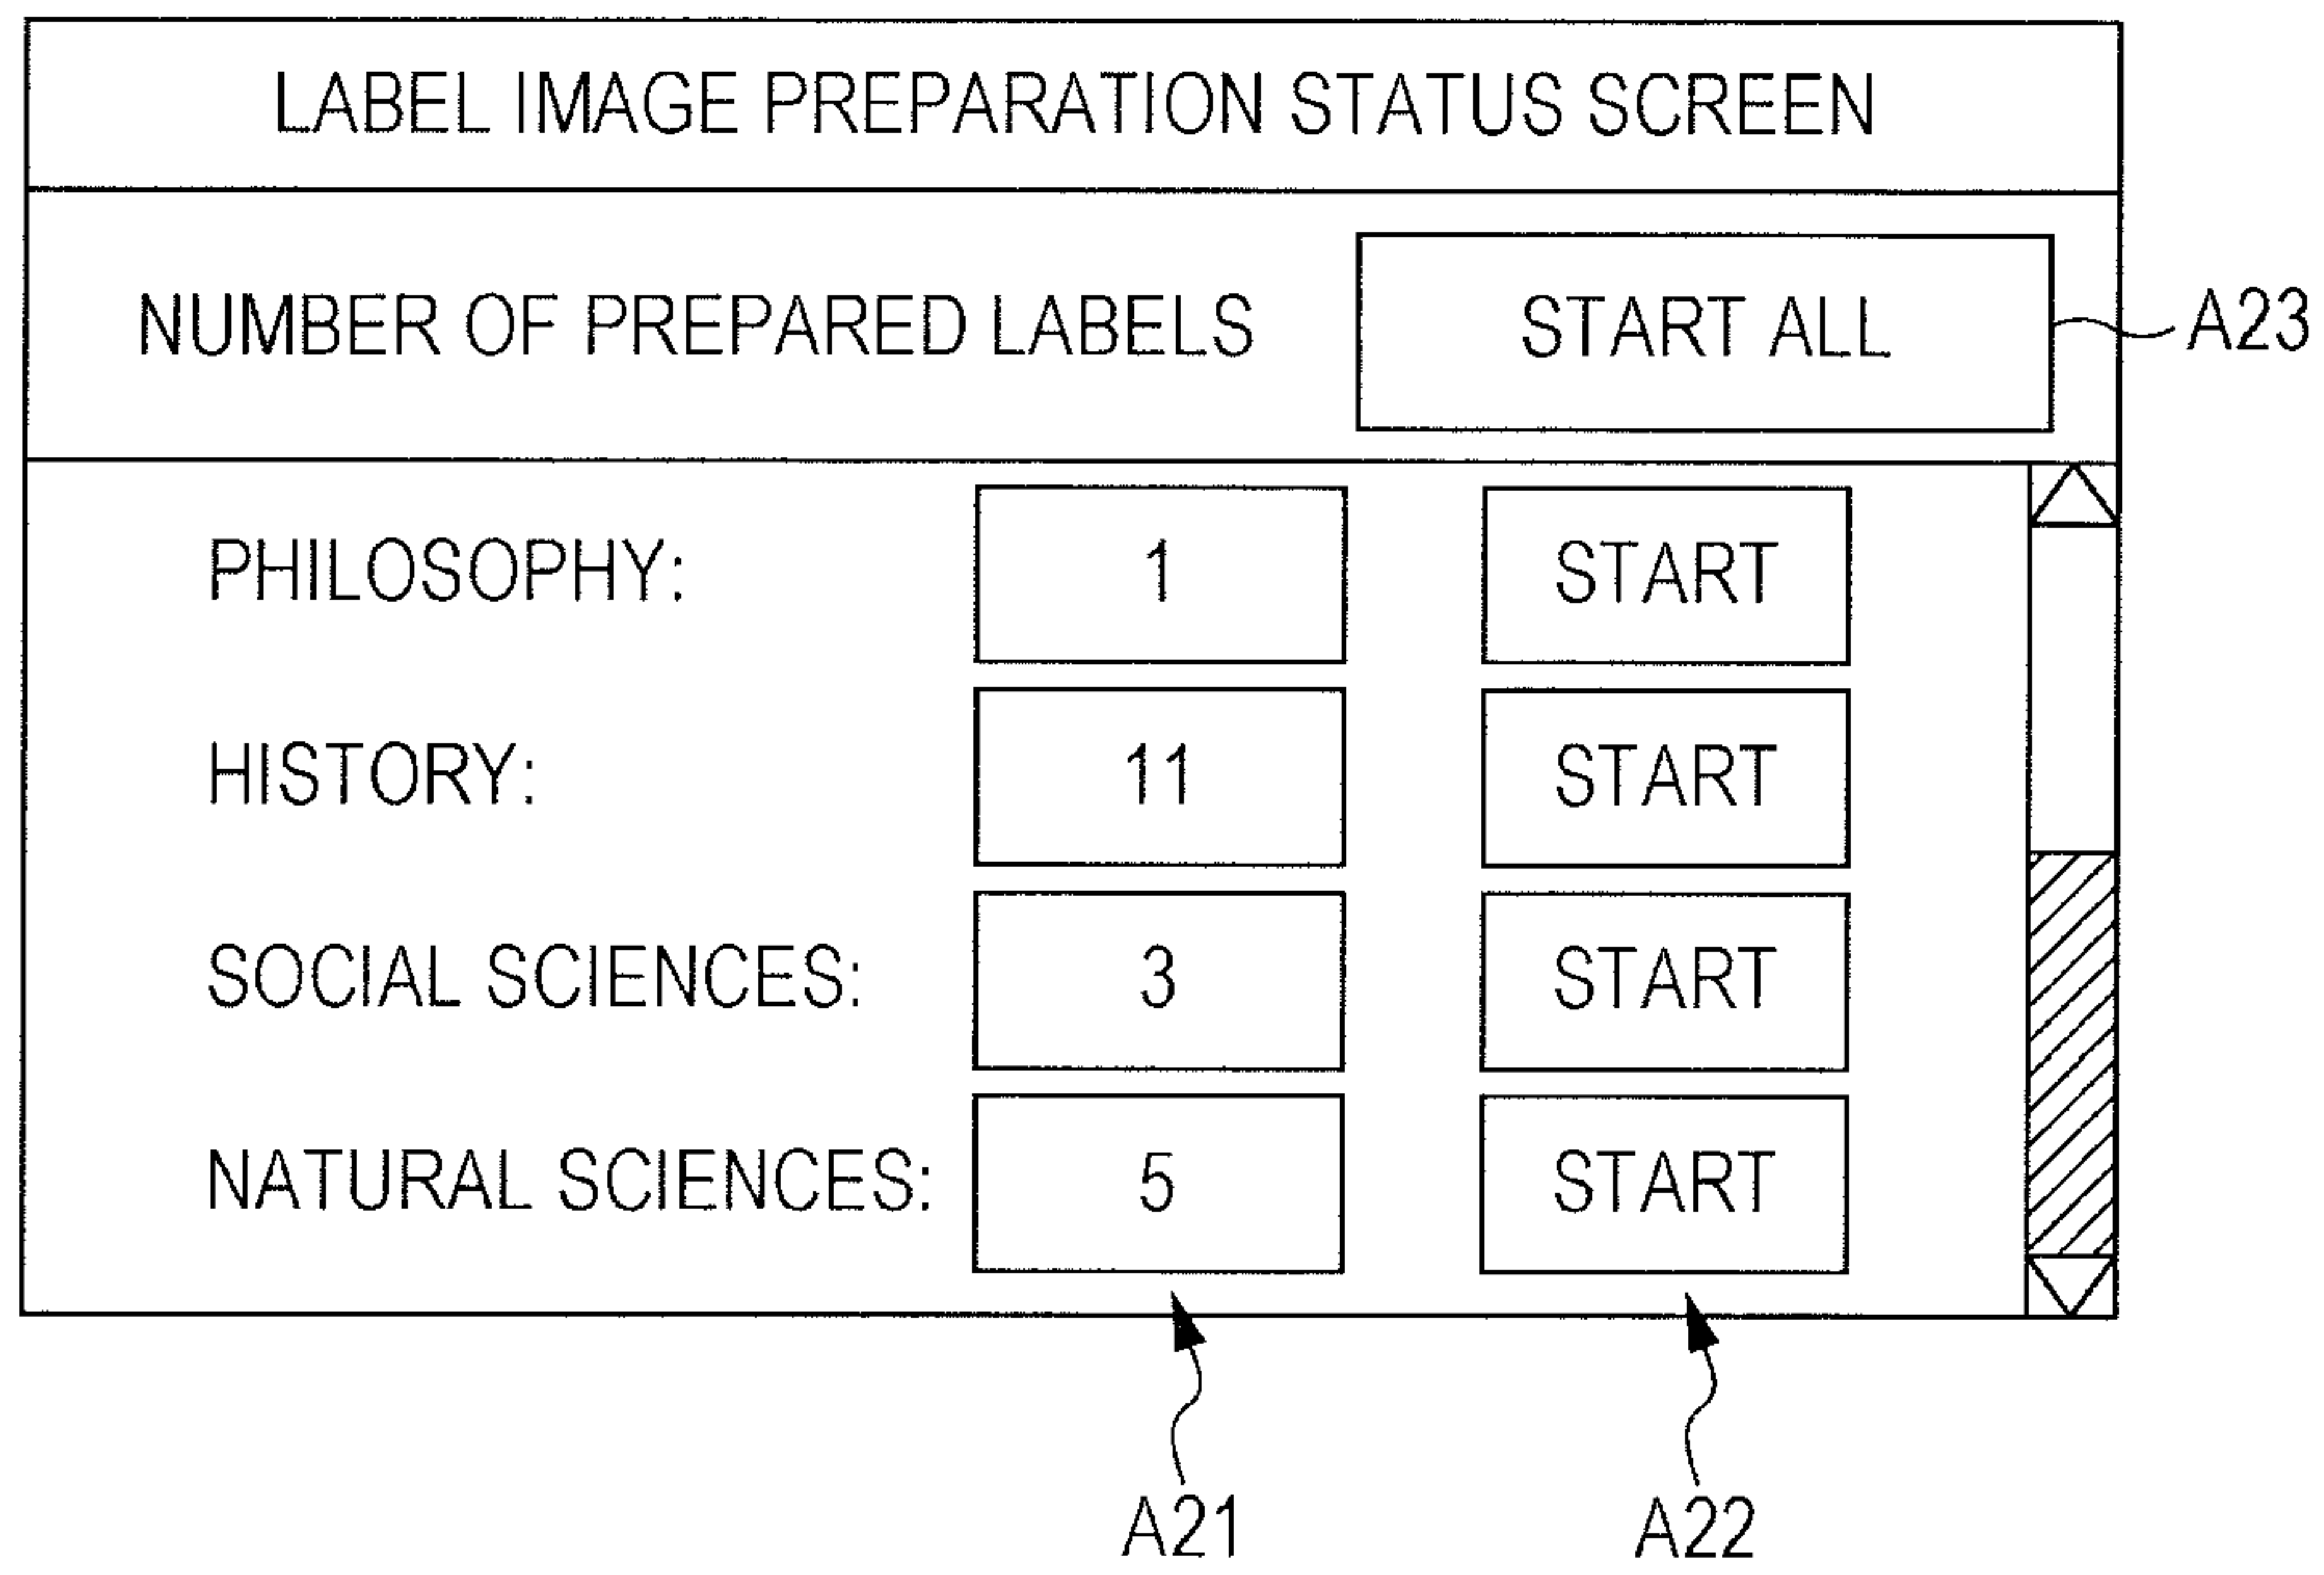 LABEL IMAGE PREPARATION STATUS SCREEN
NUMBER OF PREPARED LABELS START ALL A23
PHILOSOPHY: 1 START
HISTORY: 11 START
SOCIAL SCIENCES: 3 START
NATURAL SCIENCES: 5 START
A21 A22